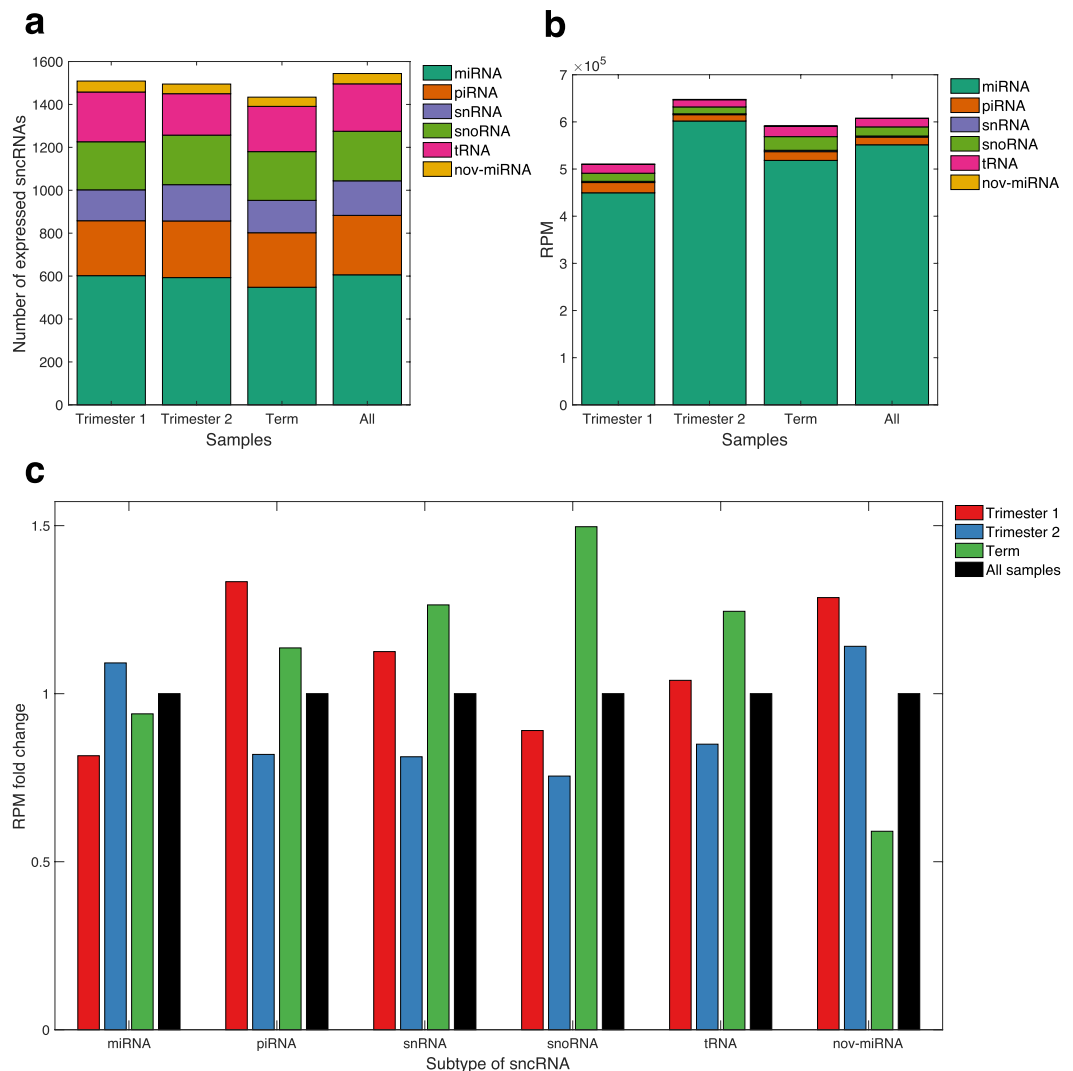 a
Number of expressed sncRNAs
1600
1400
1200
1000
800
600
400
200
0
Trimester 1 Trimester 2 Term All
Samples
miRNA
piRNA
snRNA
snoRNA
tRNA
nov-miRNA
b
× 10^5
RPM
7
6
5
4
3
2
1
0
Trimester 1 Trimester 2 Term All
Samples
miRNA
piRNA
snRNA
snoRNA
tRNA
nov-miRNA
c
RPM fold change
1.5
1
0.5
0
miRNA piRNA snRNA snoRNA tRNA nov-miRNA
Subtype of sncRNA
Trimester 1
Trimester 2
Term
All samples